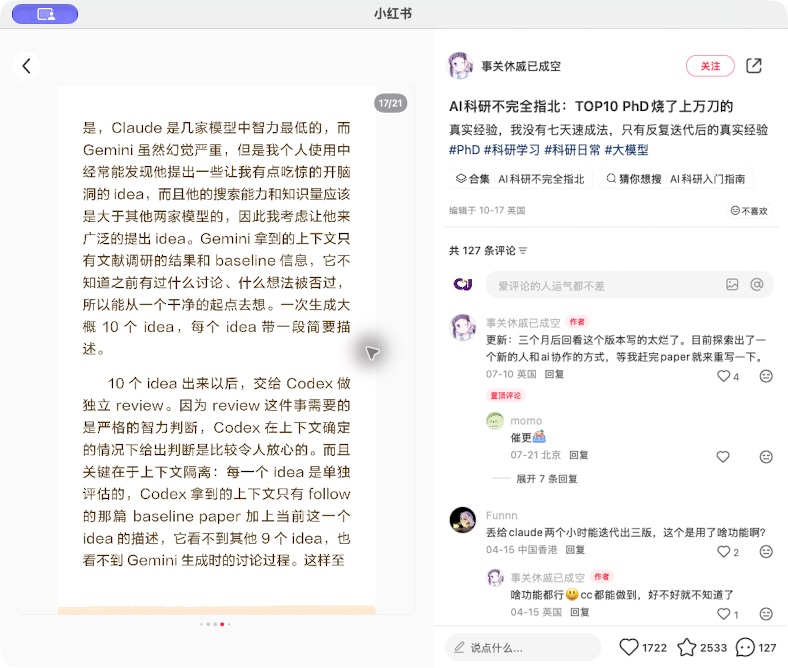 小红书
17/21
是，Claude 是几家模型中智力最低的，而
Gemini 虽然幻觉严重，但是我个人使用中
经常能发现他提出一些让我有点吃惊的开脑
洞的 idea，而且他的搜索能力和知识量应该
是大于其他两家模型的，因此我考虑让他来
广泛的提出 idea。Gemini 拿到的上下文只
有文献调研的结果和 baseline 信息，它不
知道之前有过什么讨论、什么想法被否过，
所以能从一个干净的起点去想。一次生成大
概 10 个 idea，每个 idea 带一段简要描
述。
10 个 idea 出来以后，交给 Codex 做
独立 review。因为 review 这件事需要的
是严格的智力判断，Codex 在上下文确定
的情况下给出判断是比较令人放心的。而且
关键在于上下文隔离：每一个 idea 是单独
评估的，Codex 拿到的上下文只有 follow
的那篇 baseline paper 加上当前这一个
idea 的描述，它看不到其他 9 个 idea，也
看不到 Gemini 生成时的讨论过程。这样至
事关休戚已成空
关注
AI科研不完全指北：TOP10 PhD烧了上万刀的
真实经验，我没有七天速成法，只有反复迭代后的真实经验
#PhD #科研学习 #科研日常 #大模型
合集 AI科研不完全指北
猜你想搜 AI科研入门指南
编辑于 10-17 英国
不喜欢
共 127 条评论
CJ
爱评论的人运气都不差
事关休戚已成空 作者
更新：三个月后回看这个版本写的太烂了。目前探索出了一
个新的人和ai协作的方式，等我赶完paper就来重写一下。
07-10 英国 回复
4
置顶评论
momo
催更
07-21 北京 回复
展开 7 条回复
Funnn
丢给claude两个小时能迭代出三版，这个是用了啥功能啊?
04-15 中国香港 回复
2
事关休戚已成空 作者
啥功能都行😃cc都能做到，好不好就不知道了
04-15 英国 回复
1
说点什么...
1722
2533
127